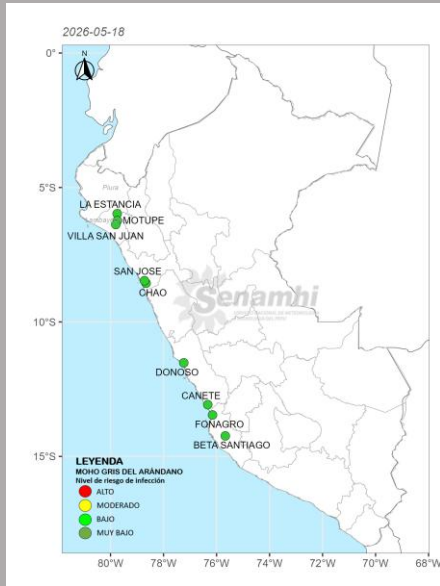 2026-05-18
N
0°
5°S
10°S
15°S
Piura
LA ESTANCIA
MOTUPE
VILLA SAN JUAN
SAN JOSE
CHAO
Senamhi
DONOSO
CANETE
FONAGRO
BETA SANTIAGO
LEYENDA
MOHO GRIS DEL ARÁNDANO
Nivel de riesgo de infección
ALTO
MODERADO
BAJO
MUY BAJO
80°W 78°W 76°W 74°W 72°W 70°W 68°W